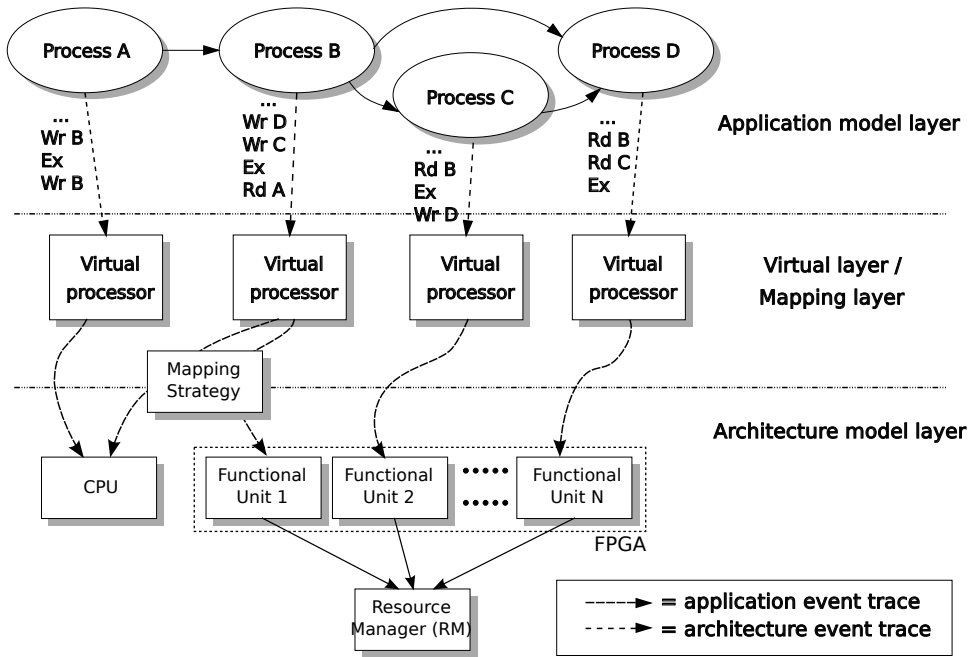 Process A
Process B
Process C
Process D
...
Wr B
Ex
Wr B
...
Wr D
Wr C
Ex
Rd A
...
Rd B
Ex
Wr D
...
Rd B
Rd C
Ex
Application model layer
Virtual
processor
Virtual
processor
Virtual
processor
Virtual
processor
Virtual layer /
Mapping layer
Mapping
Strategy
Architecture model layer
CPU
Functional
Unit 1
Functional
Unit 2
Functional
Unit N
FPGA
Resource
Manager (RM)
= application event trace
= architecture event trace